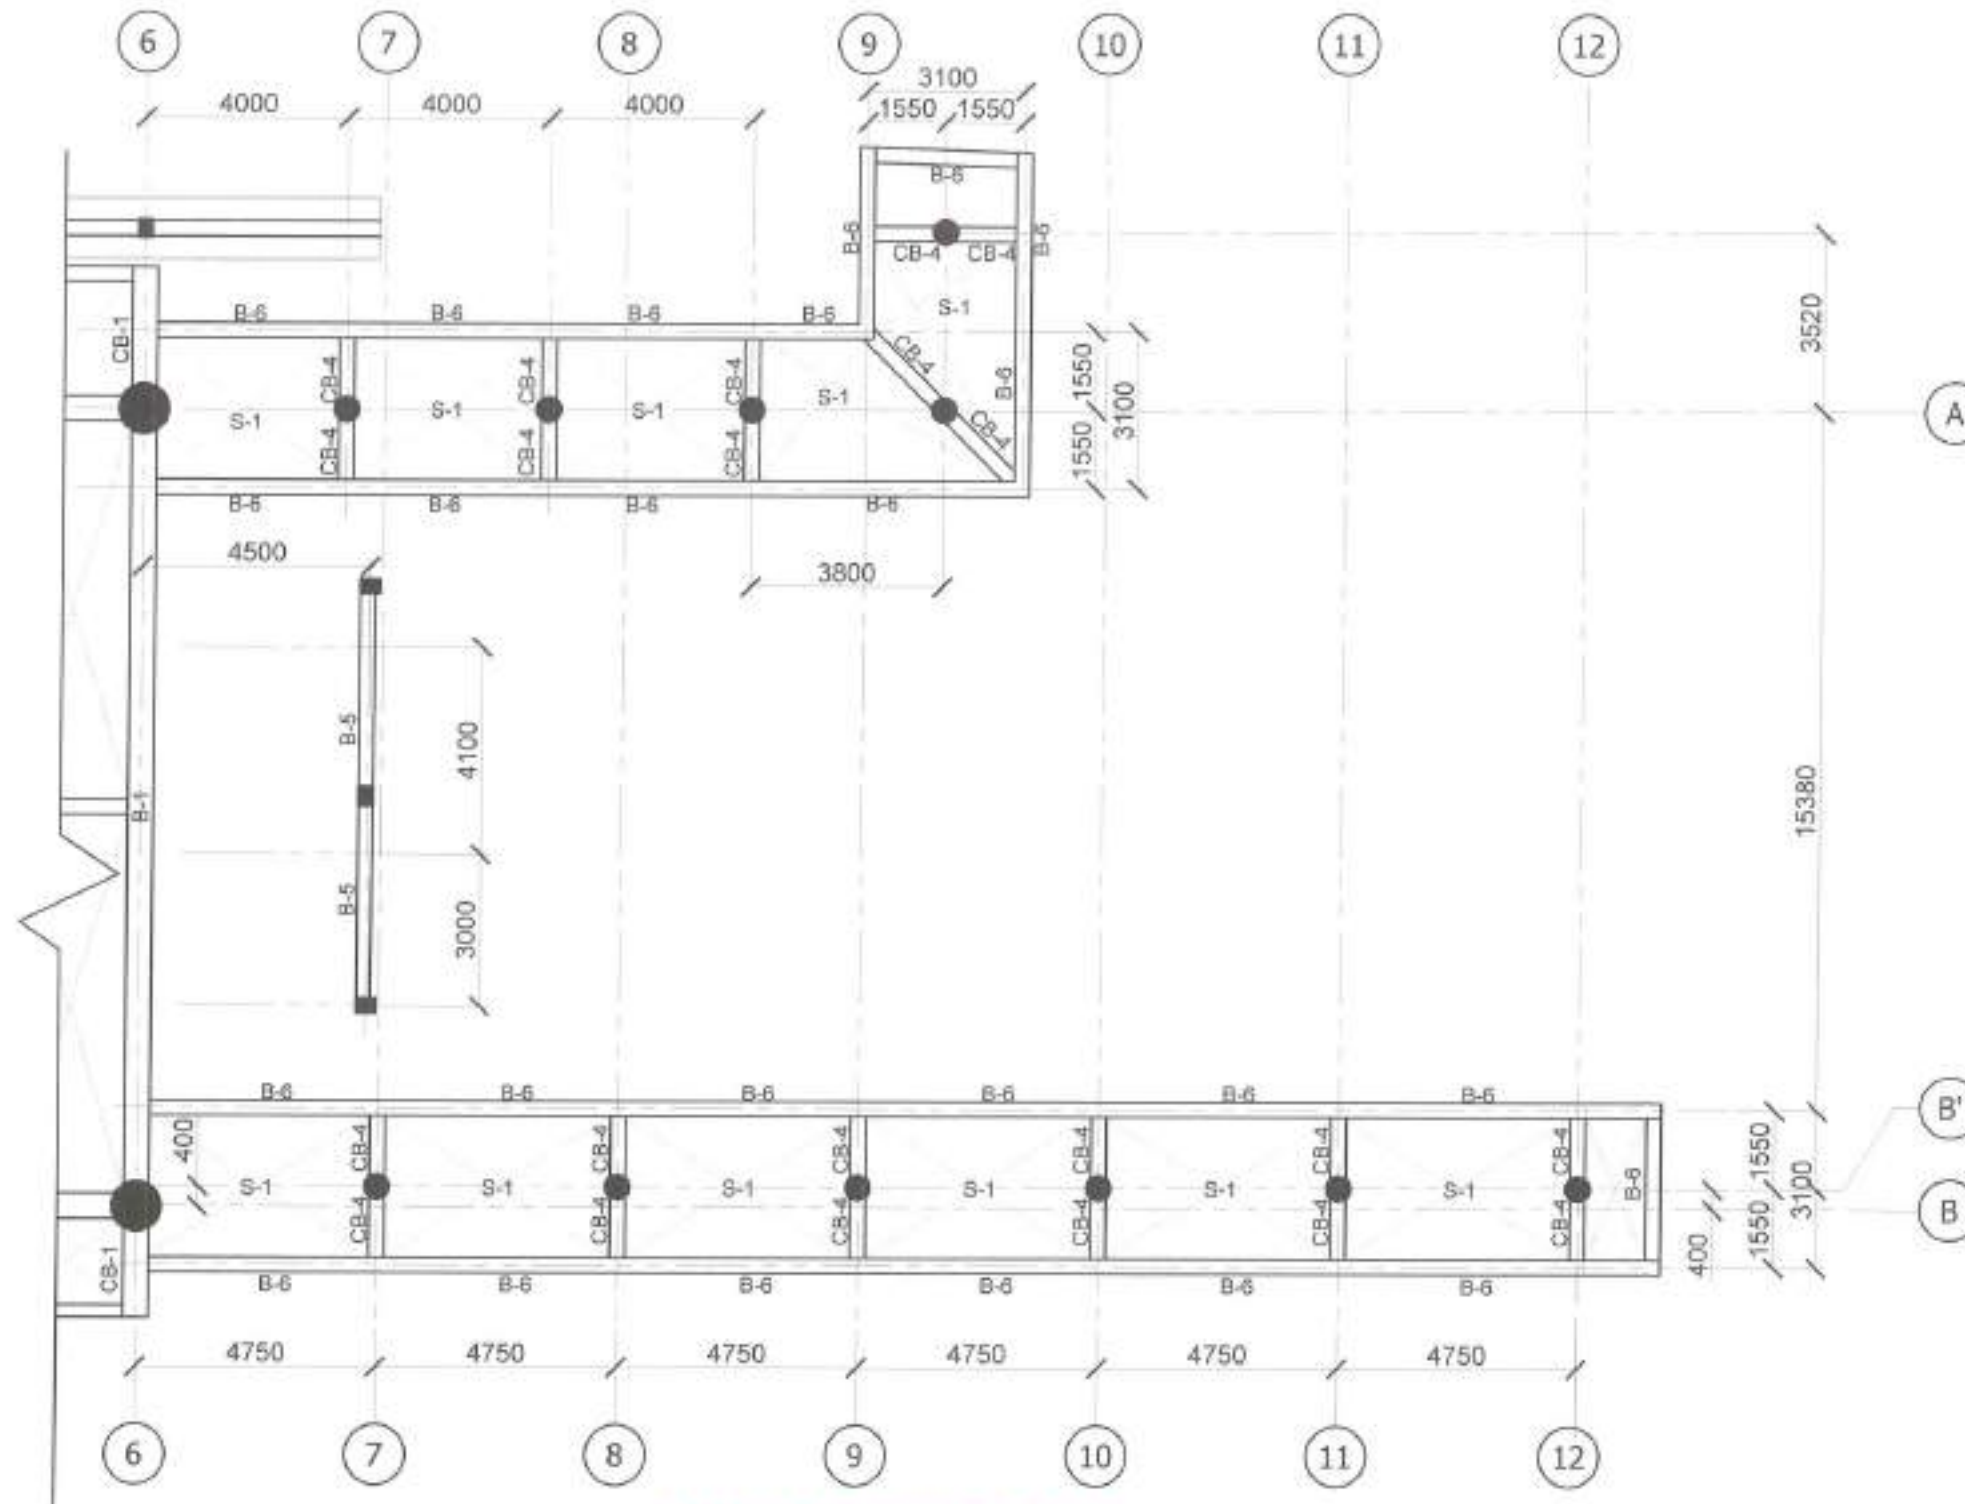 6 7 8 9 10 11 12
3100
4000 4000 4000 1550 1550
B-6
B-6 CB-4 CB-4 B-6
S-1
B-6 B-6 B-6 B-6
CB-1
3520
CB-4 CB-4 CB-4 CB-4 B-6 1550
S-1 S-1 S-1 S-1 3100 A
CB-4 CB-4 CB-4 CB-4 1550
B-6 B-6 B-6 B-6
4500
3800
B-5 4100
B-1 15380
B-5 3000
B-6 B-6 B-6 B-6 B-6 B-6 B'
400 CB-4 CB-4 CB-4 CB-4 CB-4 CB-4 1550
S-1 S-1 S-1 S-1 S-1 S-1 B-6 3100
CB-4 CB-4 CB-4 CB-4 CB-4 CB-4 1550 B
CB-1 400
B-6 B-6 B-6 B-6 B-6 B-6
4750 4750 4750 4750 4750 4750
6 7 8 9 10 11 12